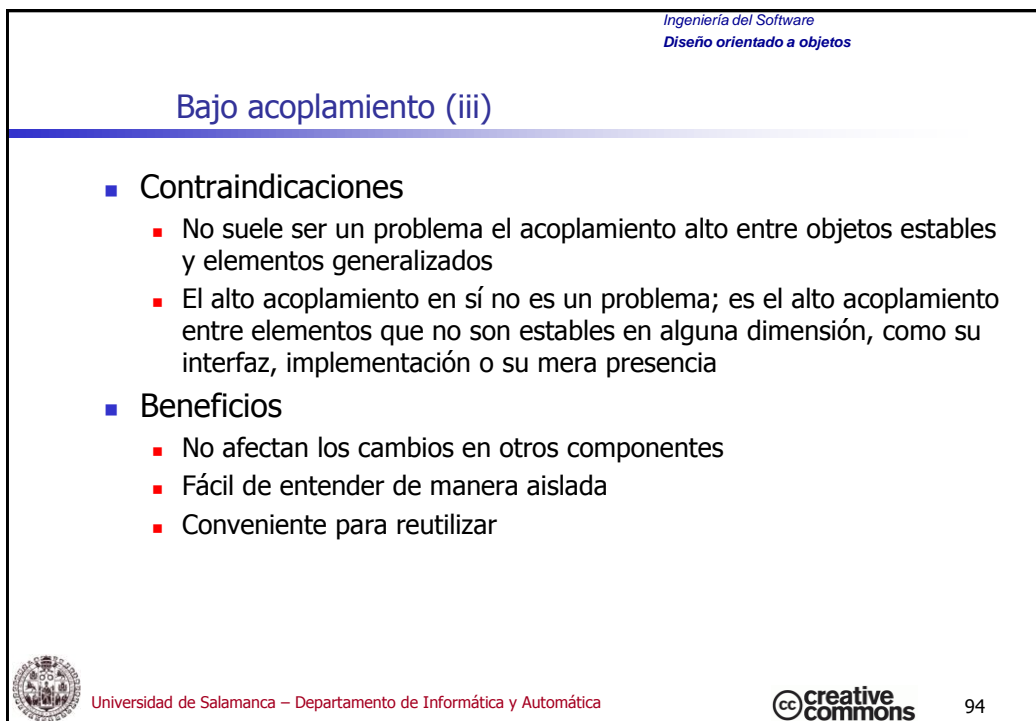 Ingeniería del Software
Diseño orientado a objetos
Bajo acoplamiento (iii)
Contraindicaciones
No suele ser un problema el acoplamiento alto entre objetos estables
y elementos generalizados
El alto acoplamiento en sí no es un problema; es el alto acoplamiento
entre elementos que no son estables en alguna dimensión, como su
interfaz, implementación o su mera presencia
Beneficios
No afectan los cambios en otros componentes
Fácil de entender de manera aislada
Conveniente para reutilizar
Universidad de Salamanca – Departamento de Informática y Automática
cc creative commons
94